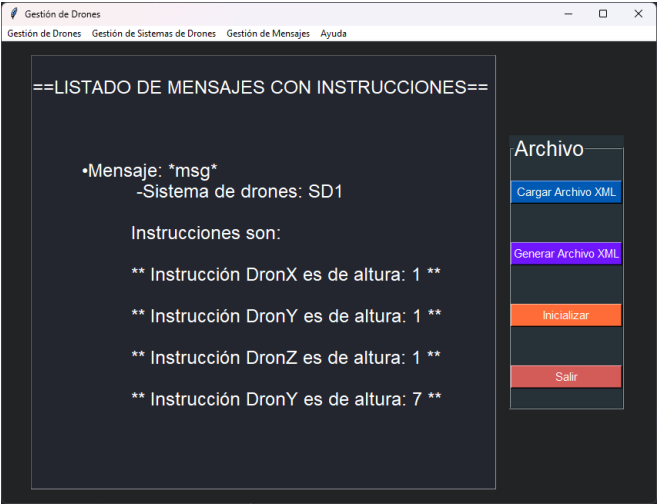 Gestión de Drones
Gestión de Drones Gestión de Sistemas de Drones Gestión de Mensajes Ayuda
==LISTADO DE MENSAJES CON INSTRUCCIONES==
•Mensaje: *msg*
-Sistema de drones: SD1
Instrucciones son:
** Instrucción DronX es de altura: 1 **
** Instrucción DronY es de altura: 1 **
** Instrucción DronZ es de altura: 1 **
** Instrucción DronY es de altura: 7 **
Archivo
Cargar Archivo XML
Generar Archivo XML
Inicializar
Salir